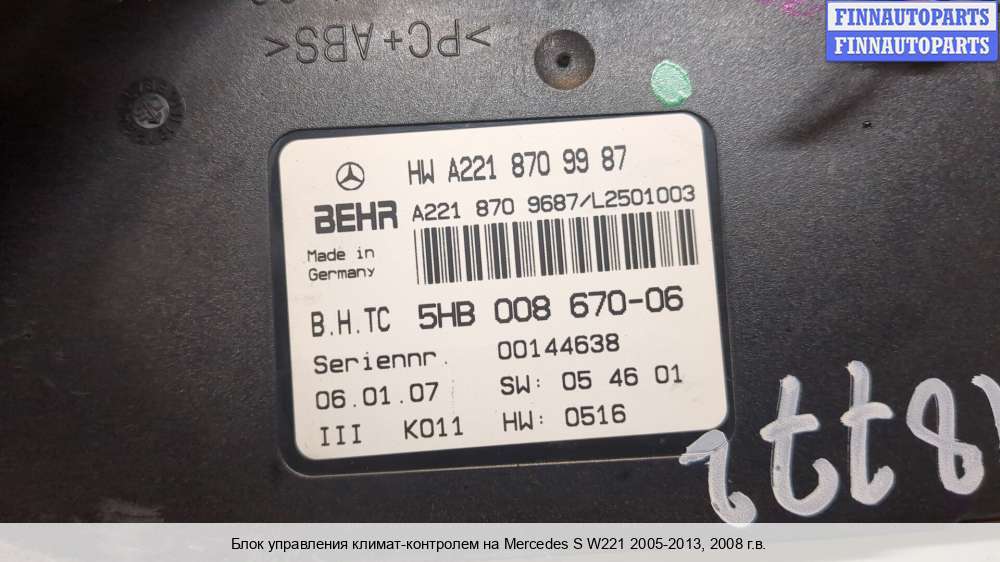 FINNAUTOPARTS
FINNAUTOPARTS
>PC+ABS<
HW A221 870 99 87
BEHR
A221 870 9687/L2501003
Made in
Germany
B.H.TC 5HB 008 670-06
Seriennr. 00144638
06.01.07 SW: 05 46 01
III K011 HW: 0516
Блок управления климат-контролем на Mercedes S W221 2005-2013, 2008 г.в.